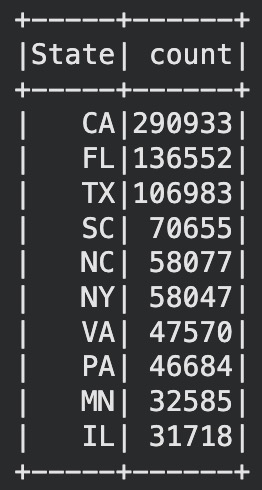 +-----+------+
|State| count|
+-----+------+
|   CA|290933|
|   FL|136552|
|   TX|106983|
|   SC| 70655|
|   NC| 58077|
|   NY| 58047|
|   VA| 47570|
|   PA| 46684|
|   MN| 32585|
|   IL| 31718|
+-----+------+